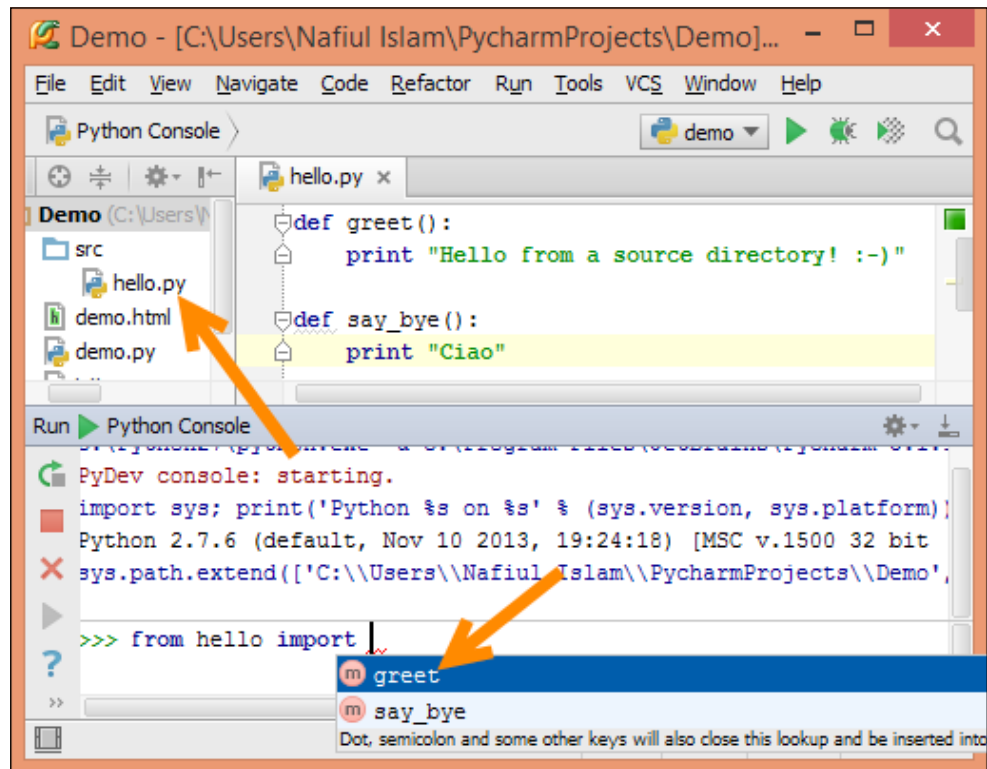 Demo - [C:\Users\Nafiul Islam\PycharmProjects\Demo]...
File Edit View Navigate Code Refactor Run Tools VCS Window Help
Python Console
demo
hello.py
Demo (C:\Users\N
src
hello.py
demo.html
demo.py
def greet():
print "Hello from a source directory! :-)"
def say_bye():
print "Ciao"
Run Python Console
PyDev console: starting.
import sys; print('Python %s on %s' % (sys.version, sys.platform))
Python 2.7.6 (default, Nov 10 2013, 19:24:18) [MSC v.1500 32 bit
sys.path.extend(['C:\\Users\\Nafiul Islam\\PycharmProjects\\Demo',
>>> from hello import
m greet
m say_bye
Dot, semicolon and some other keys will also close this lookup and be inserted into